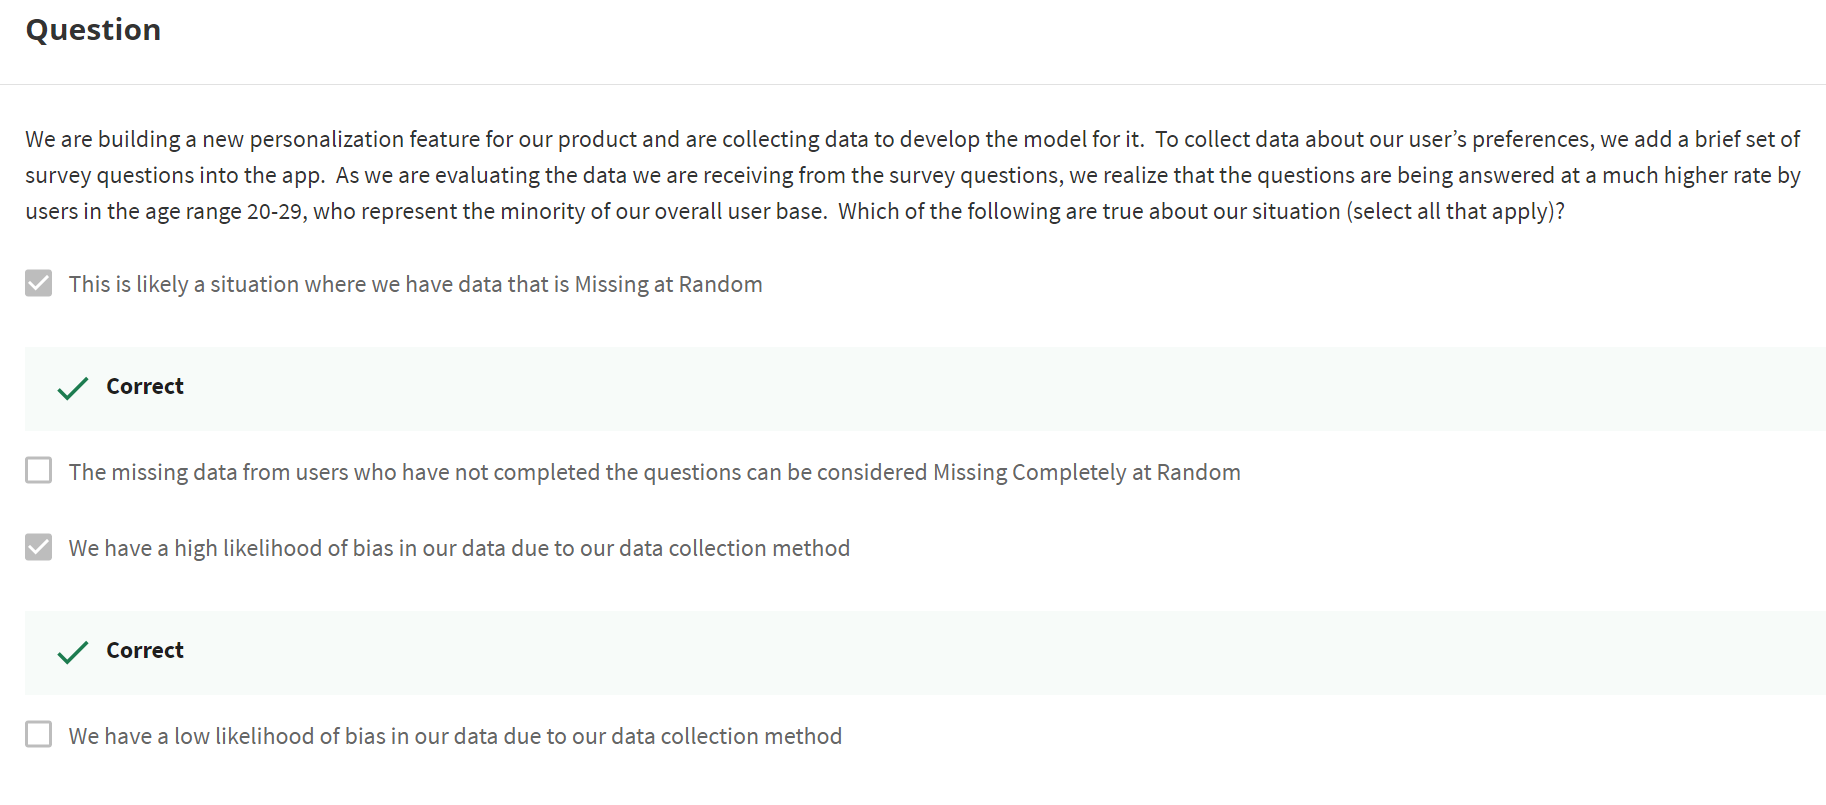 Question
We are building a new personalization feature for our product and are collecting data to develop the model for it.  To collect data about our user’s preferences, we add a brief set of
survey questions into the app.  As we are evaluating the data we are receiving from the survey questions, we realize that the questions are being answered at a much higher rate by
users in the age range 20-29, who represent the minority of our overall user base.  Which of the following are true about our situation (select all that apply)?
This is likely a situation where we have data that is Missing at Random
Correct
The missing data from users who have not completed the questions can be considered Missing Completely at Random
We have a high likelihood of bias in our data due to our data collection method
Correct
We have a low likelihood of bias in our data due to our data collection method